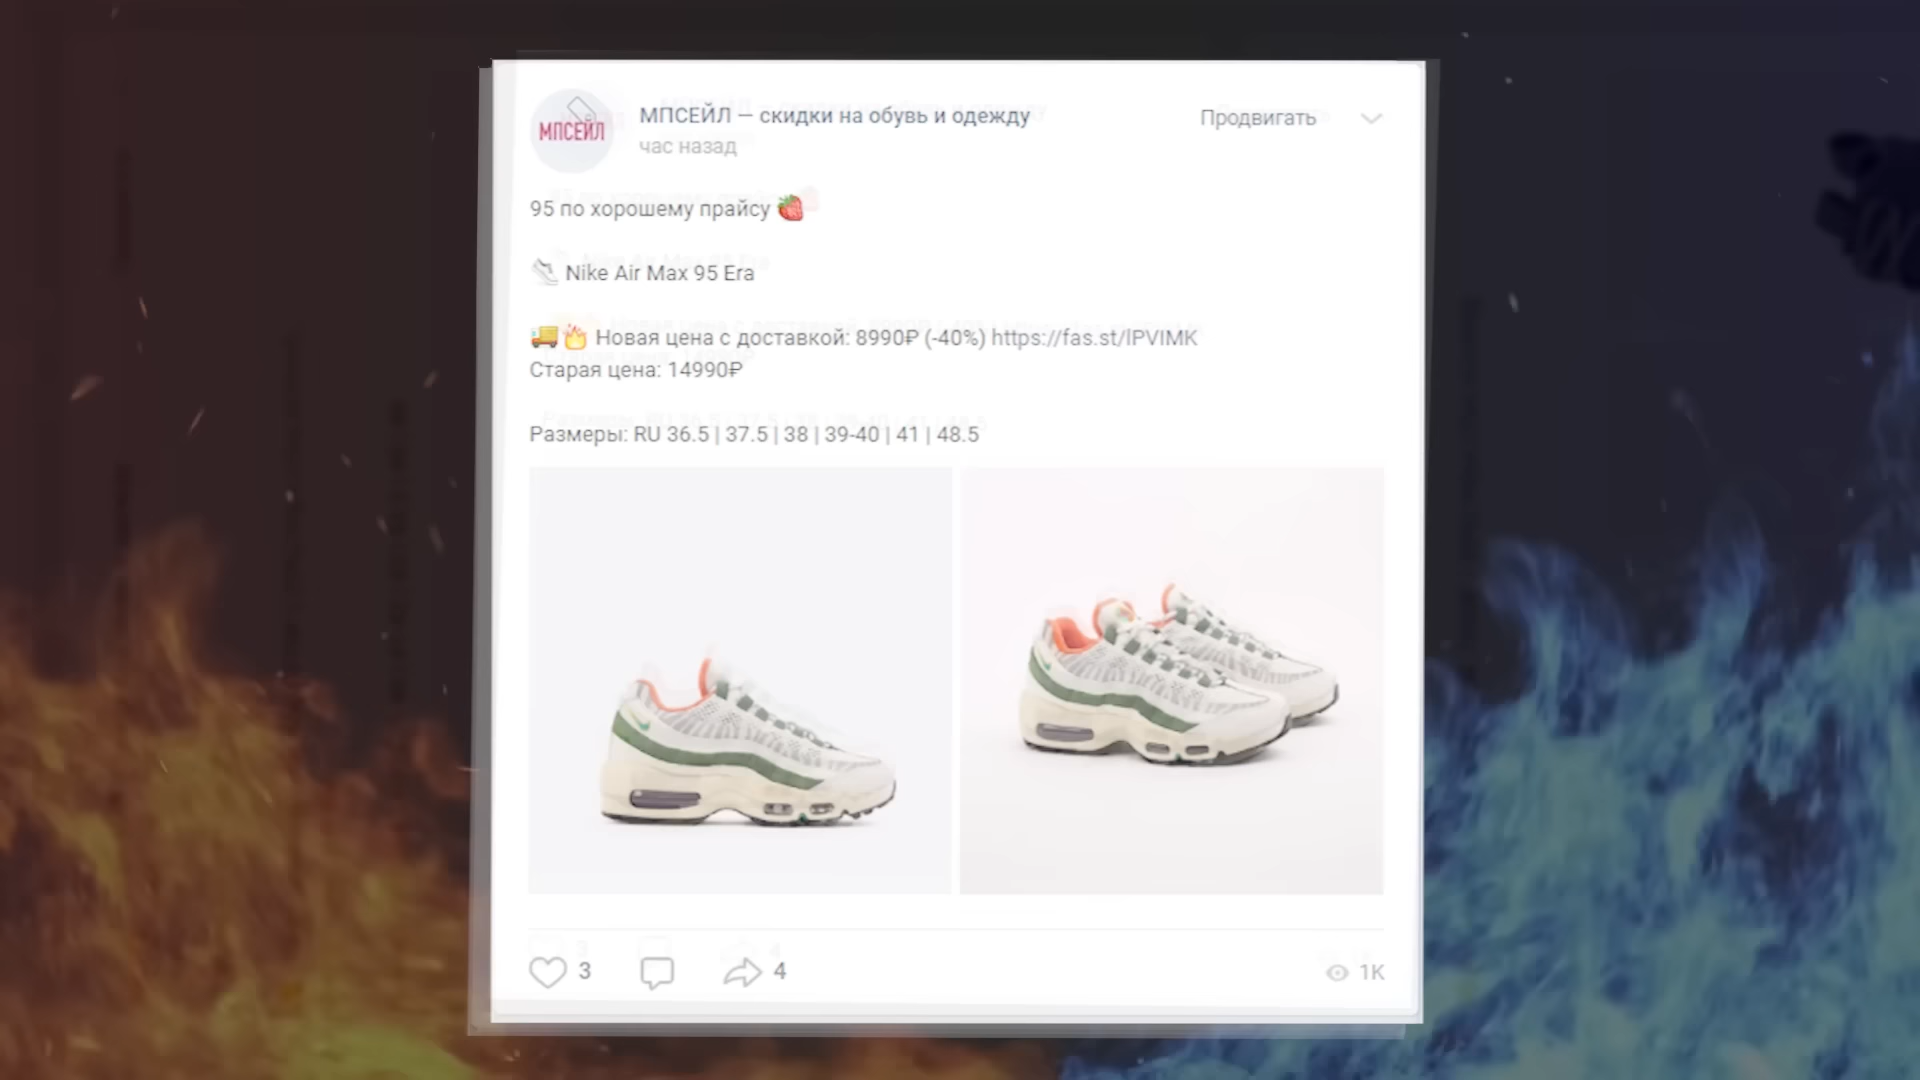 МПСЕЙЛ
МПСЕЙЛ — скидки на обувь и одежду
час назад
Продвигать
95 по хорошему прайсу 🍓
Nike Air Max 95 Era
🚚🔥 Новая цена с доставкой: 8990₽ (-40%) https://fas.st/lPVIMK
Старая цена: 14990₽
Размеры: RU 36.5 | 37.5 | 38 | 39-40 | 41 | 48.5
3
4
1K